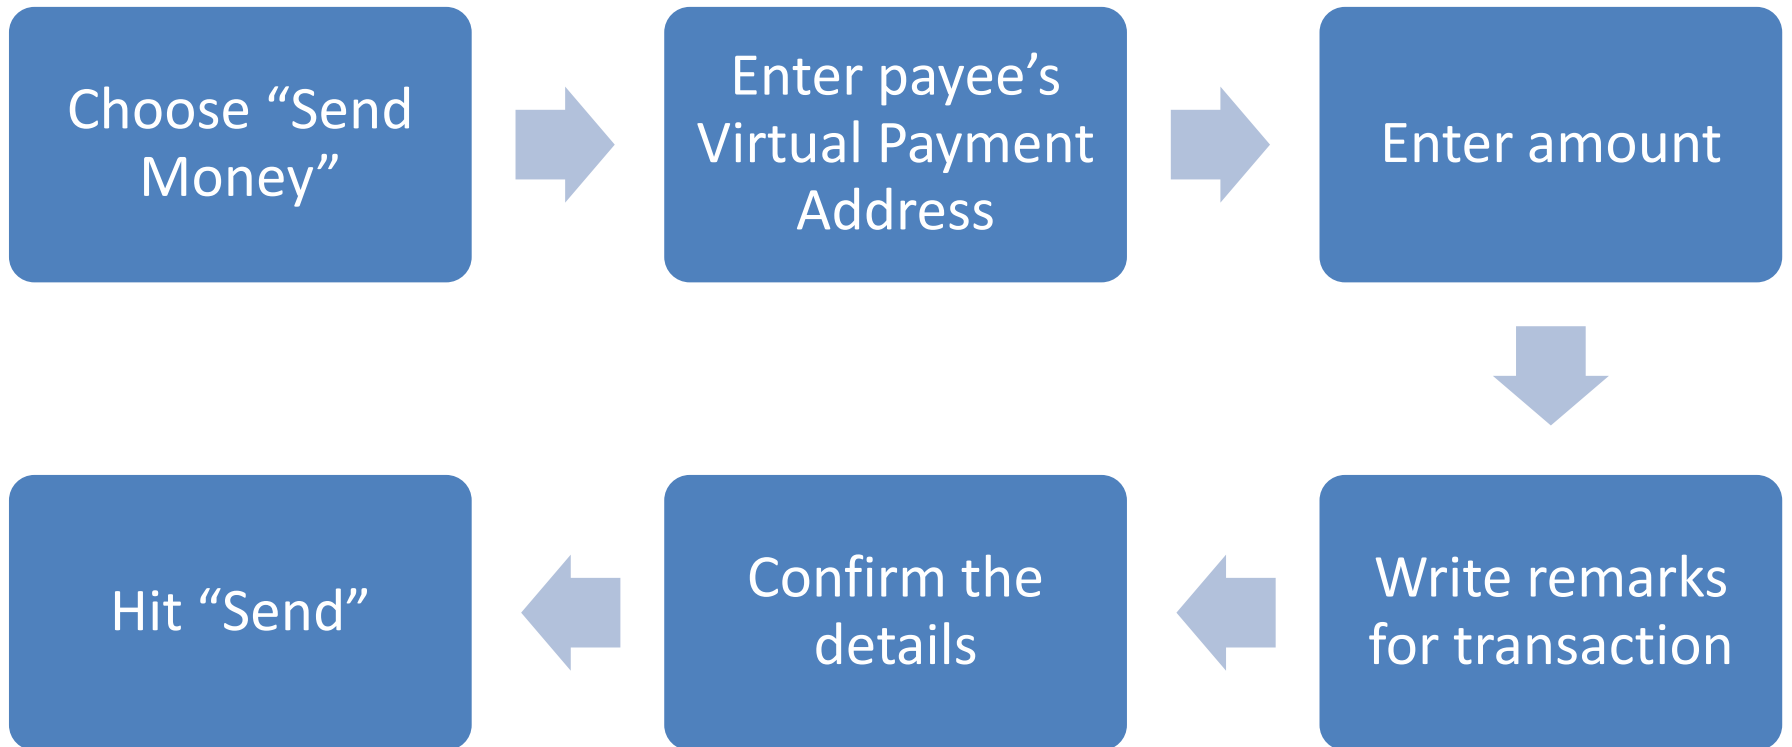 Choose “Send
Money”
Enter payee’s
Virtual Payment
Address
Enter amount
Write remarks
for transaction
Confirm the
details
Hit “Send”